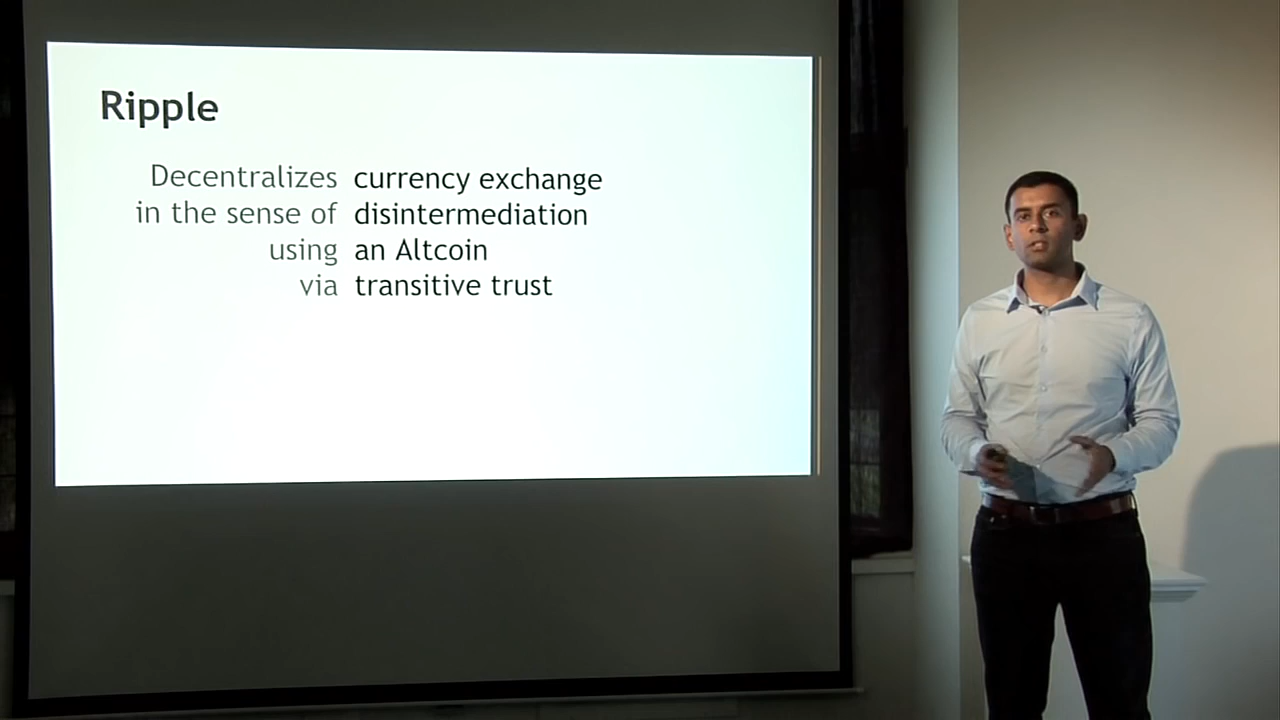 Ripple
Decentralizes currency exchange
in the sense of disintermediation
using an Altcoin
via transitive trust